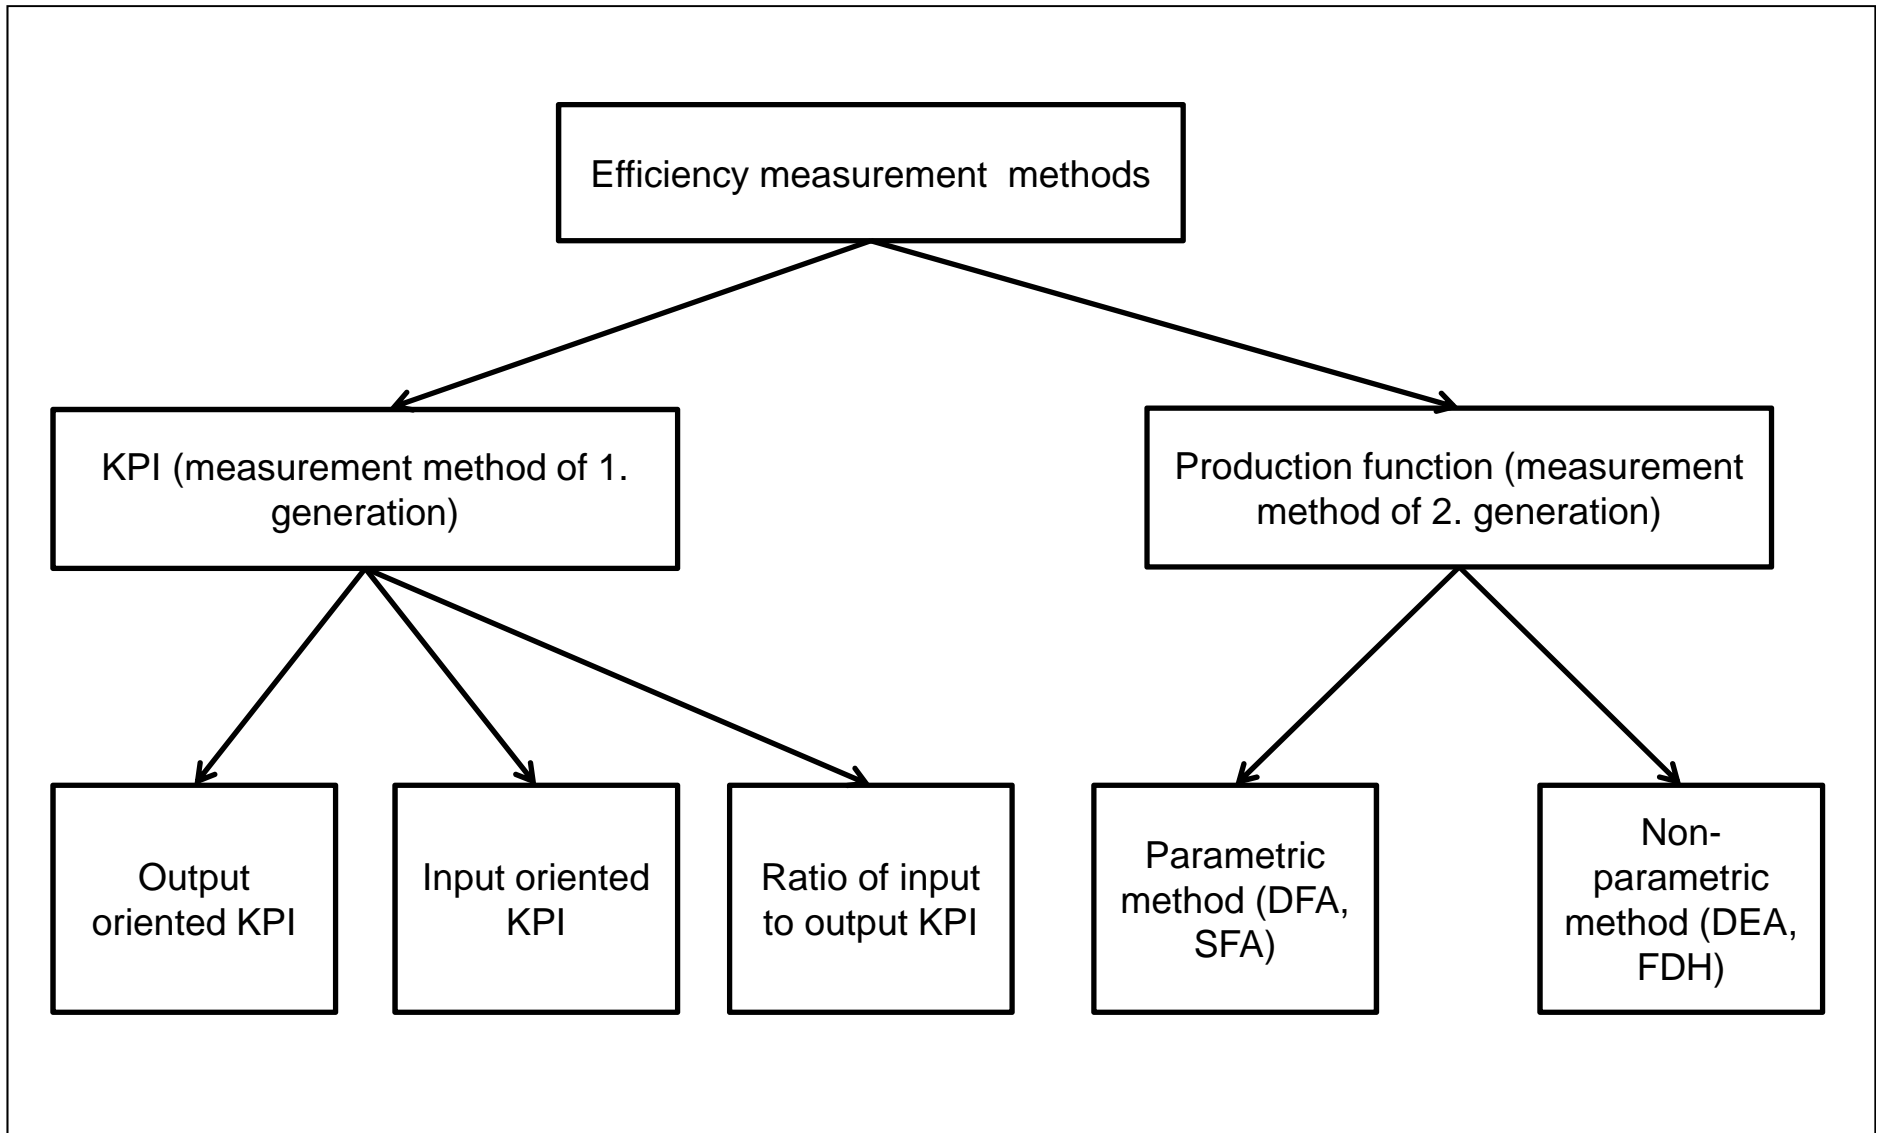 Efficiency measurement  methods
KPI (measurement method of 1.
generation)
Production function (measurement
method of 2. generation)
Output
oriented KPI
Input oriented
KPI
Ratio of input
to output KPI
Parametric
method (DFA,
SFA)
Non-
parametric
method (DEA,
FDH)